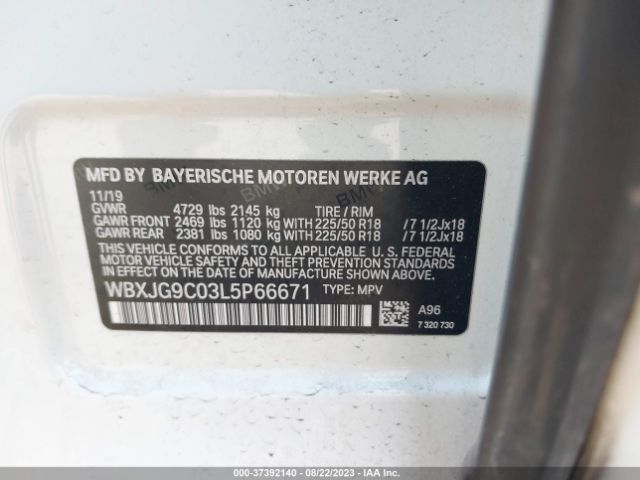 MFD BY BAYERISCHE MOTOREN WERKE AG
11/19
GVWR 4729 lbs 2145 kg TIRE / RIM
GAWR FRONT 2469 lbs 1120 kg WITH 225/50 R18 /7 1/2Jx18
GAWR REAR 2381 lbs 1080 kg WITH 225/50 R18 /7 1/2Jx18
THIS VEHICLE CONFORMS TO ALL APPLICABLE U. S. FEDERAL
MOTOR VEHICLE SAFETY, BUMPER, AND THEFT PREVENTION
STANDARDS IN EFFECT ON THE DATE OF MANUFACTURE SHOWN ABOVE.
WBXJG9C03L5P66671 TYPE: MPV
A96
7 320 730
000-37392140 - 08/22/2023 - IAAI.COM